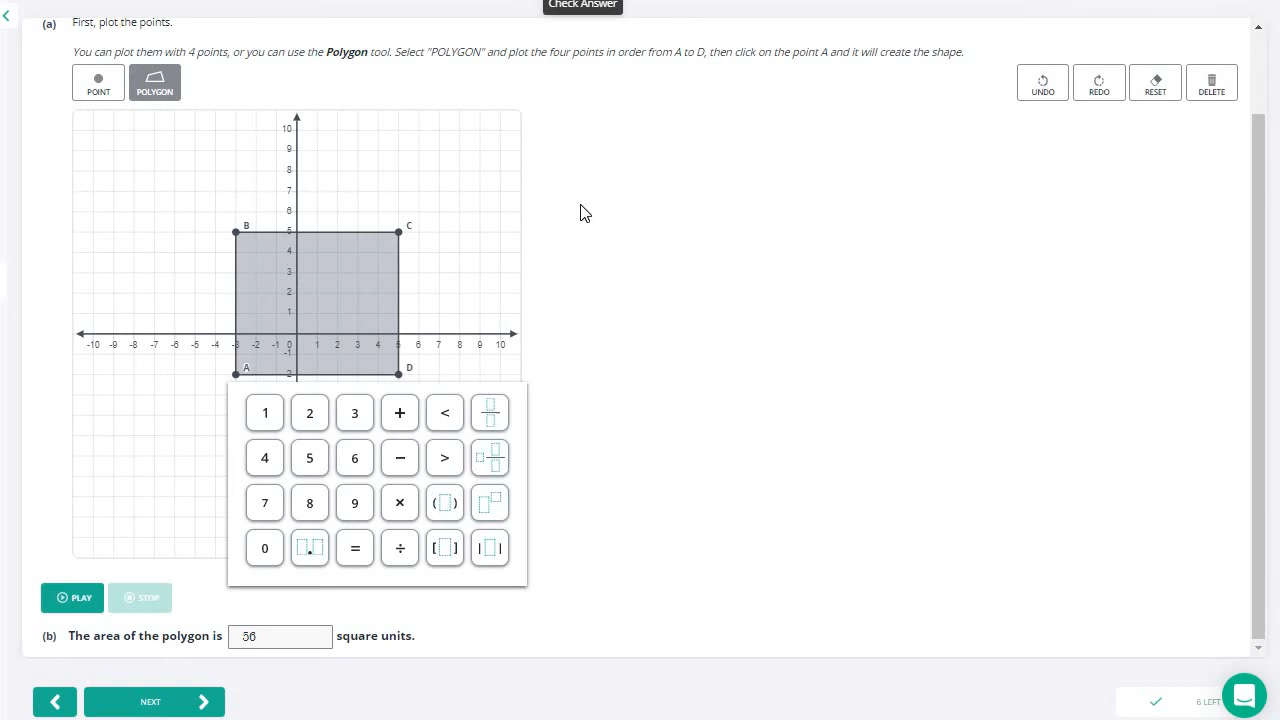 Check Answer
(a) First, plot the points.
You can plot them with 4 points, or you can use the Polygon tool. Select "POLYGON" and plot the four points in order from A to D, then click on the point A and it will create the shape.
POINT POLYGON UNDO REDO RESET DELETE
10
9
8
7
6
B C
5
4
3
2
1
-10 -9 -8 -7 -6 -5 -4 -3 -2 -1 0 1 2 3 4 5 6 7 8 9 10
-1
A D
-2
1 2 3 + <
4 5 6 − >
7 8 9 × ( )
0 . = ÷ [ ] | |
PLAY STOP
(b) The area of the polygon is 56 square units.
NEXT 6 LEFT